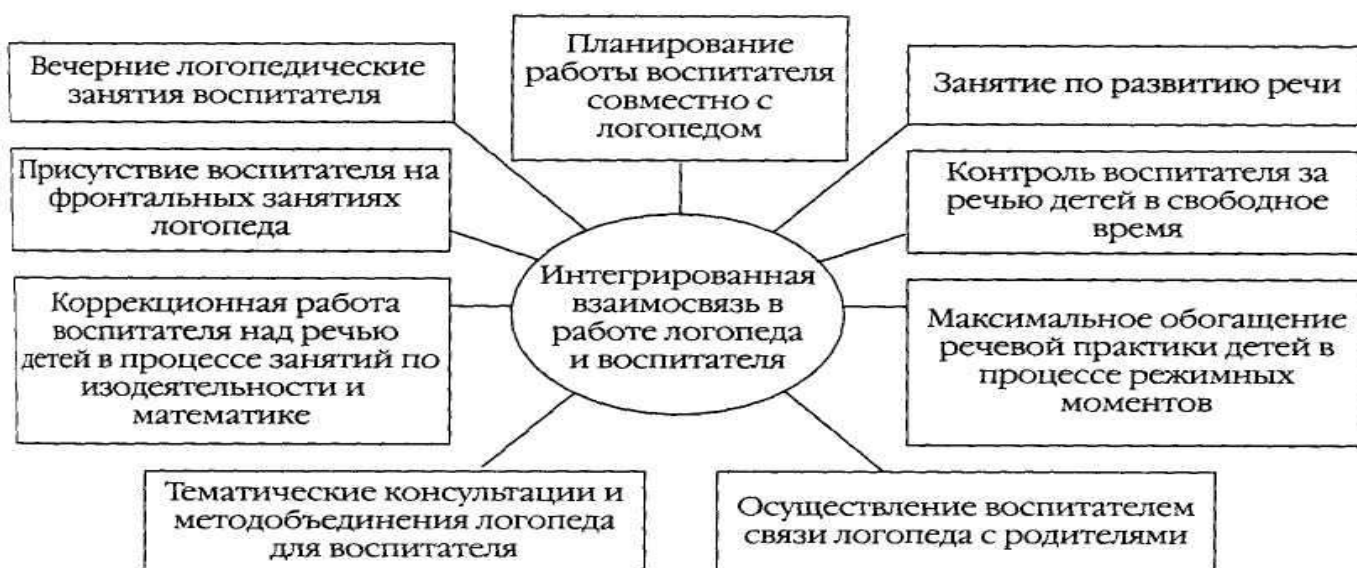 Вечерние логопедические
занятия воспитателя
Планирование
работы воспитателя
совместно с
логопедом
Занятие по развитию речи
Присутствие воспитателя на
фронтальных занятиях
логопеда
Контроль воспитателя за
речью детей в свободное
время
Интегрированная
взаимосвязь в
работе логопеда
и воспитателя
Коррекционная работа
воспитателя над речью
детей в процессе занятий по
изодеятельности и
математике
Максимальное обогащение
речевой практики детей в
процессе режимных
моментов
Тематические консультации и
методобъединения логопеда
для воспитателя
Осуществление воспитателем
связи логопеда с родителями